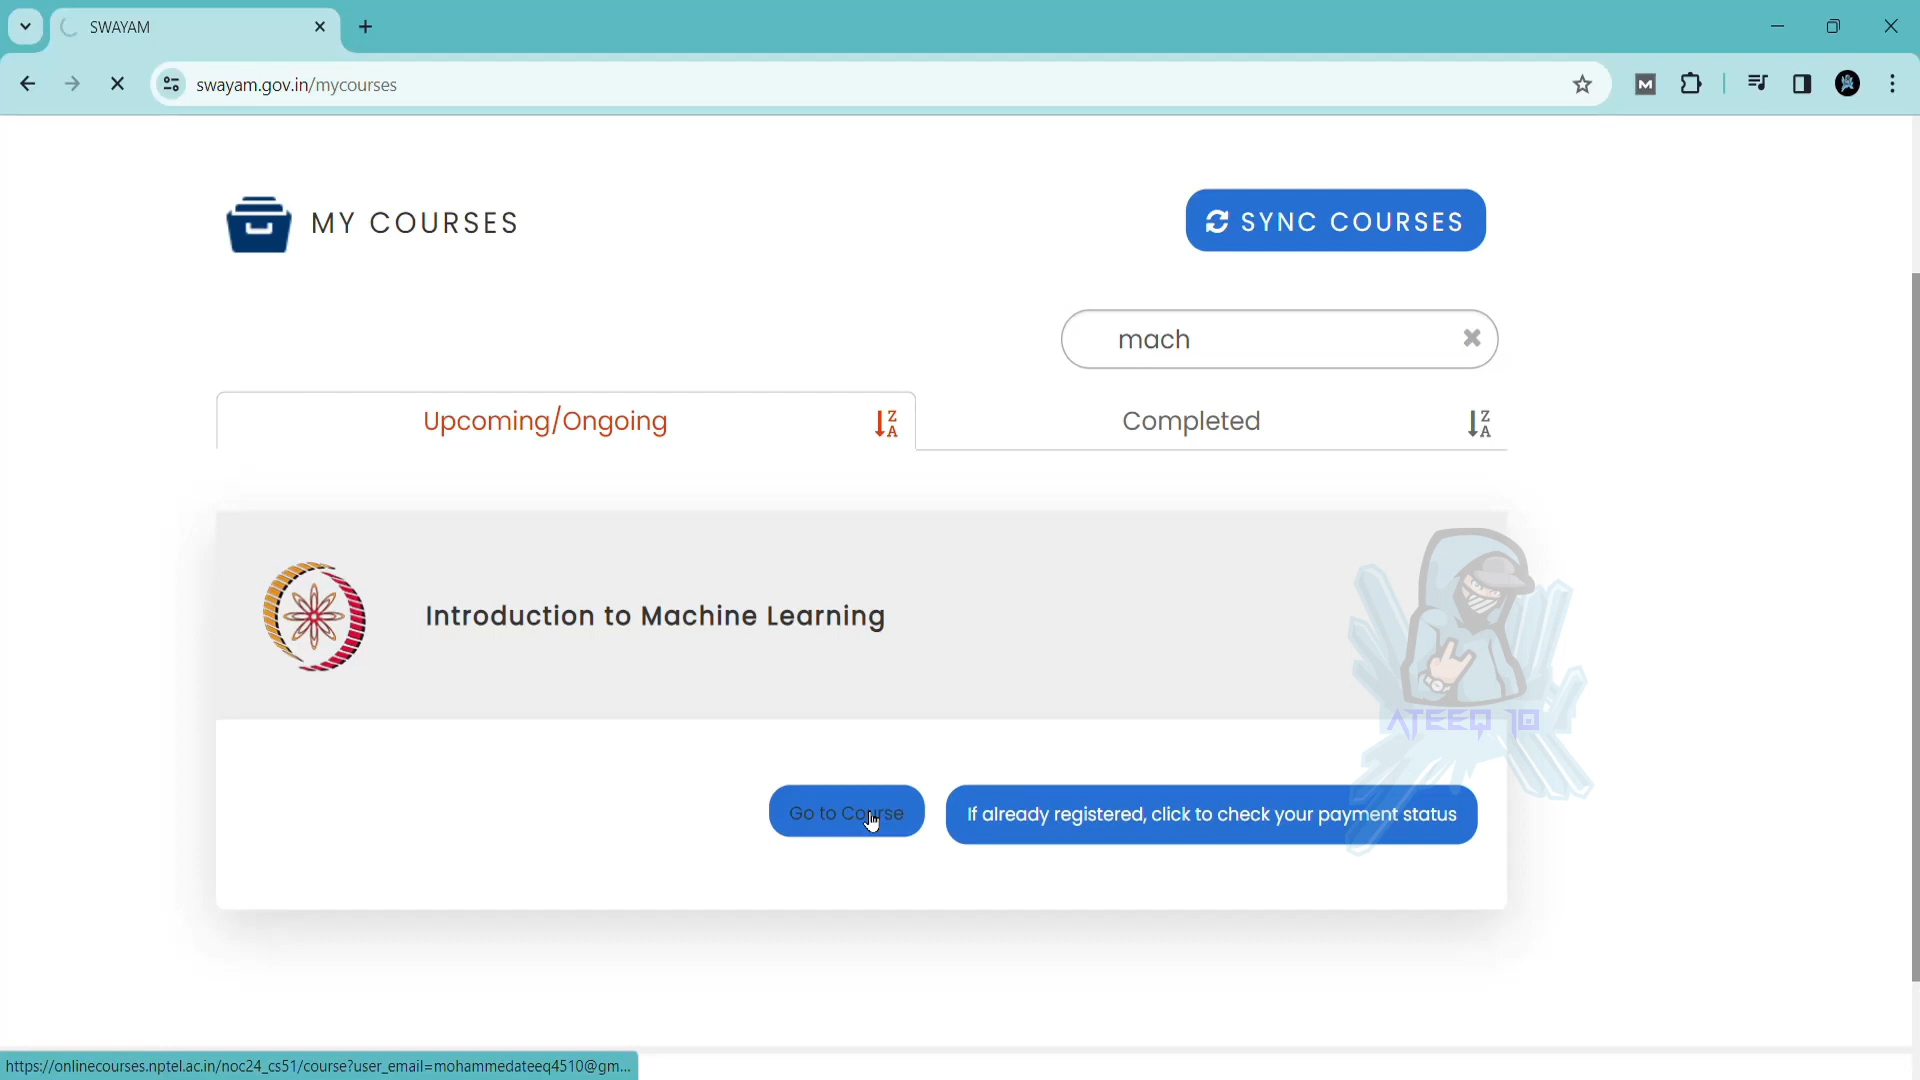 SWAYAM
swayam.gov.in/mycourses
MY COURSES
SYNC COURSES
mach
Upcoming/Ongoing
Completed
Introduction to Machine Learning
ATEEQ 10
Go to Course
If already registered, click to check your payment status
https://onlinecourses.nptel.ac.in/noc24_cs51/course?user_email=mohammedateeq4510@gm...